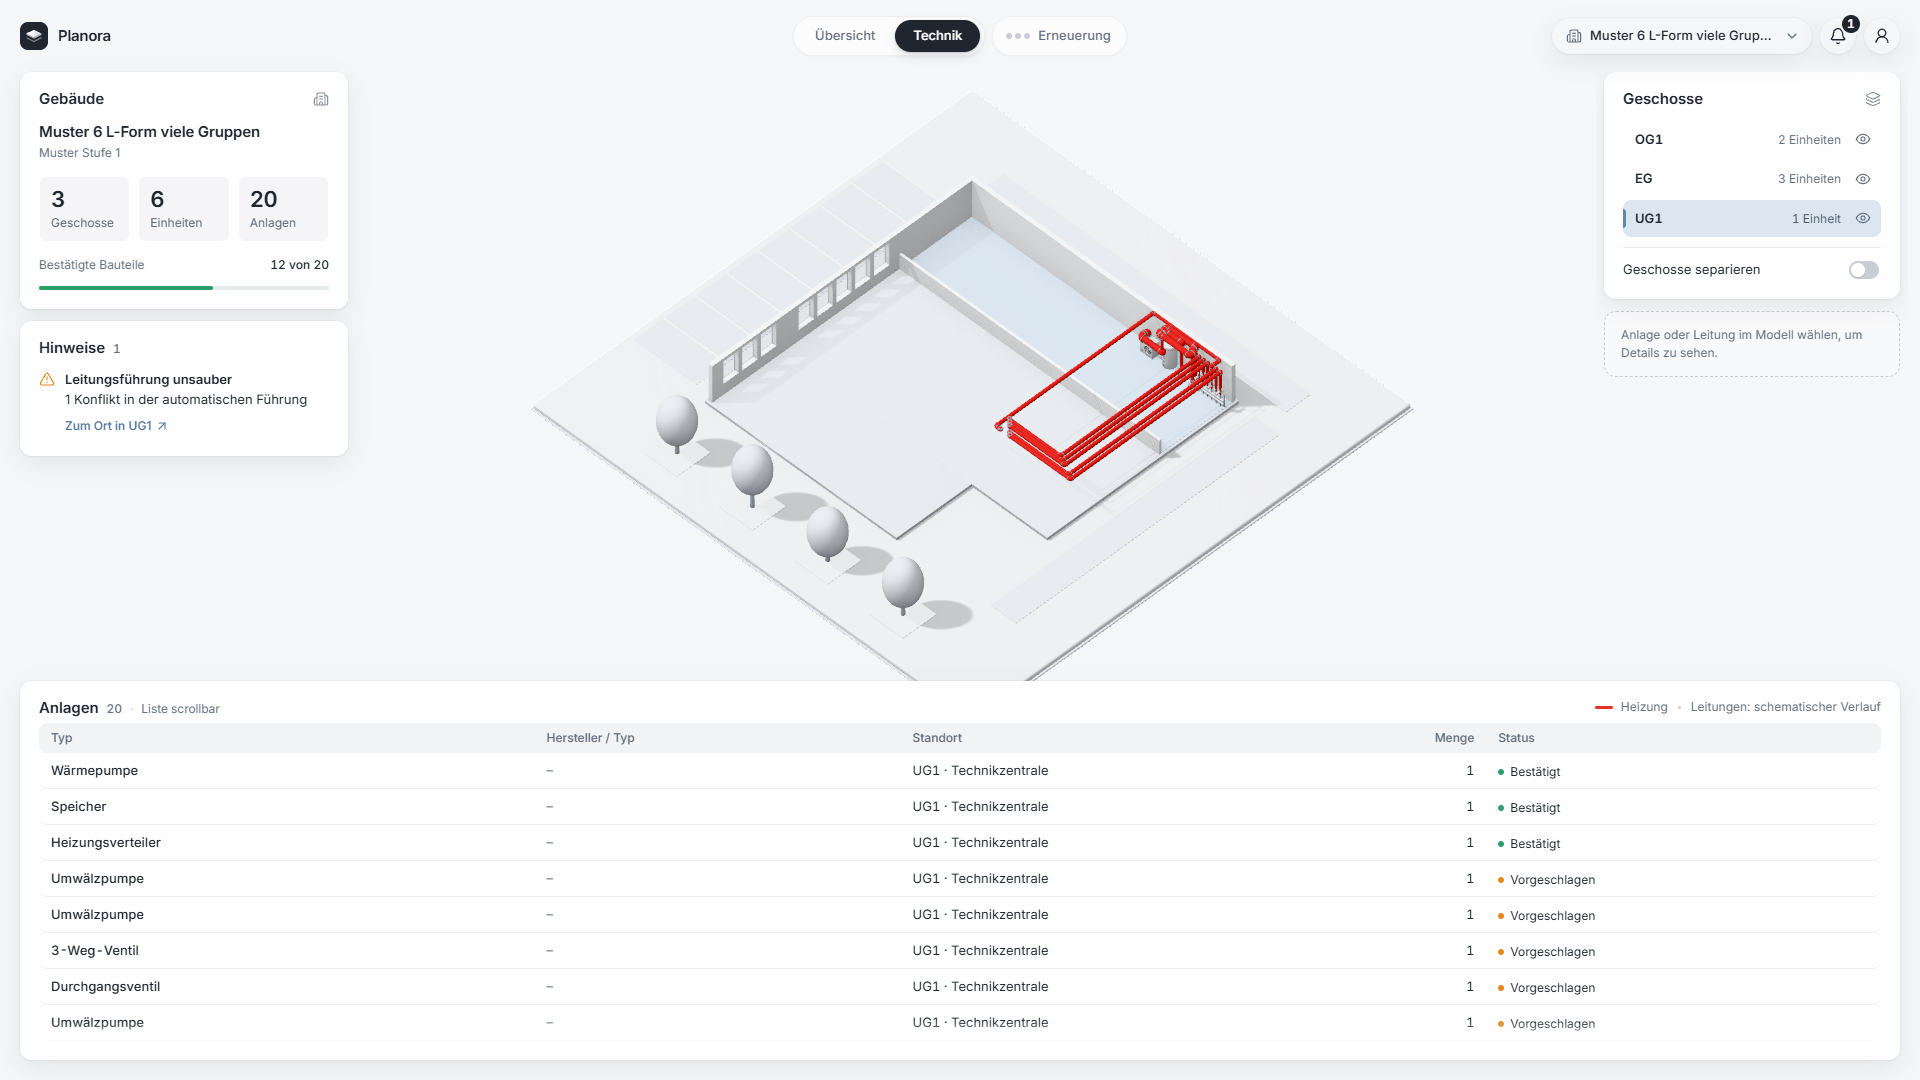 Planora
Übersicht
Technik
Erneuerung
Muster 6 L-Form viele Grup...
1
Gebäude
Muster 6 L-Form viele Gruppen
Muster Stufe 1
3
Geschosse
6
Einheiten
20
Anlagen
Bestätigte Bauteile 12 von 20
Hinweise 1
Leitungsführung unsauber
1 Konflikt in der automatischen Führung
Zum Ort in UG1
Geschosse
OG1 2 Einheiten
EG 3 Einheiten
UG1 1 Einheit
Geschosse separieren
Anlage oder Leitung im Modell wählen, um
Details zu sehen.
Anlagen 20 · Liste scrollbar
Heizung • Leitungen: schematischer Verlauf
Typ Hersteller / Typ Standort Menge Status
Wärmepumpe – UG1 · Technikzentrale 1 Bestätigt
Speicher – UG1 · Technikzentrale 1 Bestätigt
Heizungsverteiler – UG1 · Technikzentrale 1 Bestätigt
Umwälzpumpe – UG1 · Technikzentrale 1 Vorgeschlagen
Umwälzpumpe – UG1 · Technikzentrale 1 Vorgeschlagen
3-Weg-Ventil – UG1 · Technikzentrale 1 Vorgeschlagen
Durchgangsventil – UG1 · Technikzentrale 1 Vorgeschlagen
Umwälzpumpe – UG1 · Technikzentrale 1 Vorgeschlagen